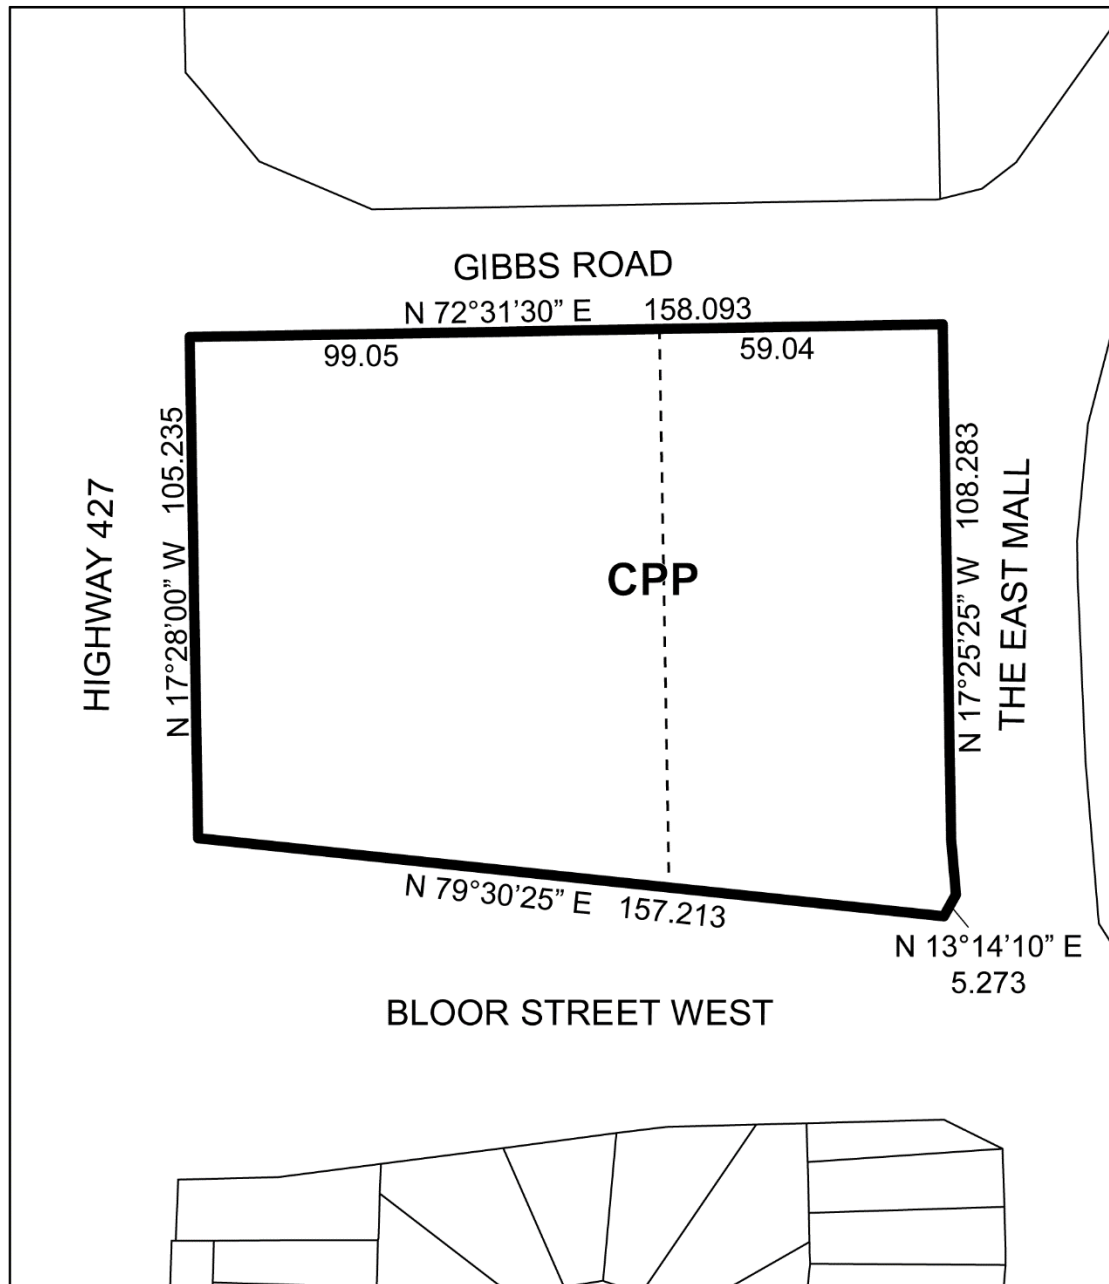 GIBBS ROAD
N 72°31’30” E 158.093
99.05
59.04
HIGHWAY 427
N 17°28’00” W 105.235
CPP
N 17°25’25” W 108.283
THE EAST MALL
N 79°30’25” E 157.213
N 13°14’10” E
5.273
BLOOR STREET WEST